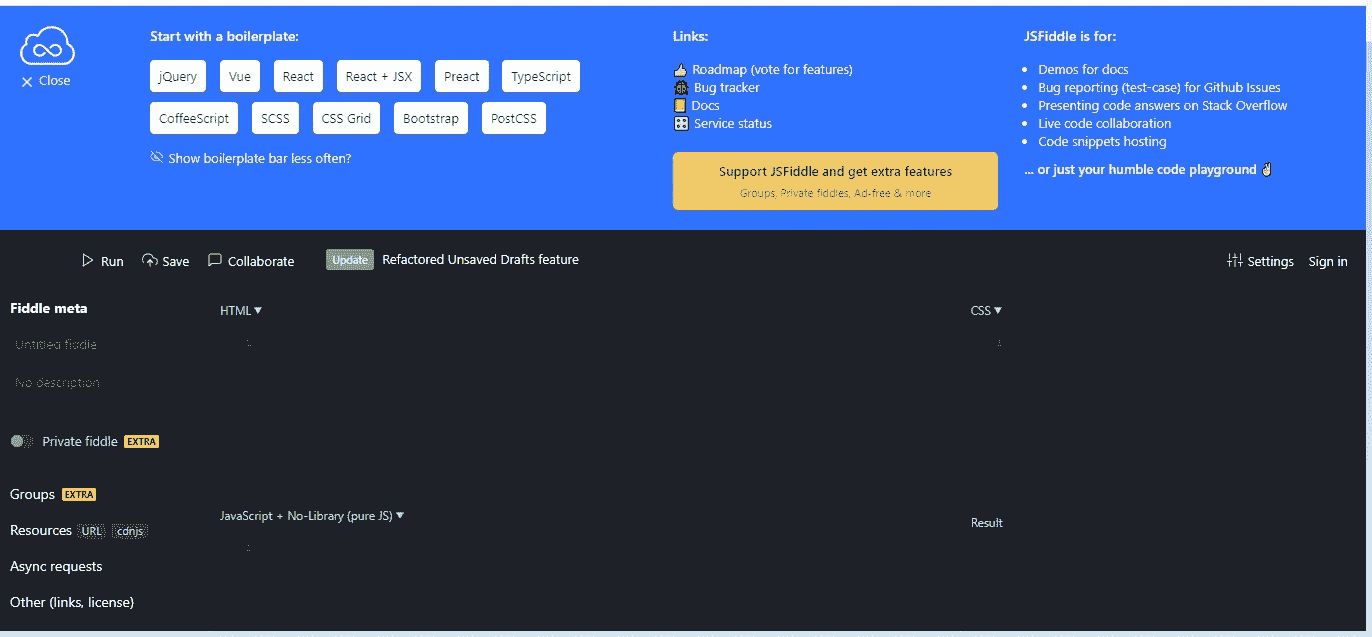 Close
Start with a boilerplate:
jQuery Vue React React + JSX Preact TypeScript
CoffeeScript SCSS CSS Grid Bootstrap PostCSS
Show boilerplate bar less often?
Links:
Roadmap (vote for features)
Bug tracker
Docs
Service status
Support JSFiddle and get extra features
Groups, Private fiddles, Ad-free & more
JSFiddle is for:
Demos for docs
Bug reporting (test-case) for Github Issues
Presenting code answers on Stack Overflow
Live code collaboration
Code snippets hosting
... or just your humble code playground ✌
Run Save Collaborate Update Refactored Unsaved Drafts feature Settings Sign in
Fiddle meta
Untitled fiddle
No description
Private fiddle EXTRA
Groups EXTRA
Resources URL cdnjs
Async requests
Other (links, license)
HTML ▼
1
CSS ▼
1
JavaScript + No-Library (pure JS) ▼
1
Result